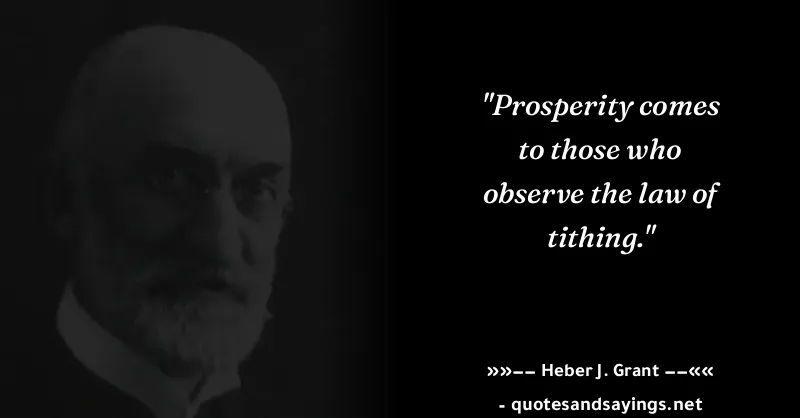 "Prosperity comes
to those who
observe the law of
tithing."
»»–– Heber J. Grant ––««
- quotesandsayings.net